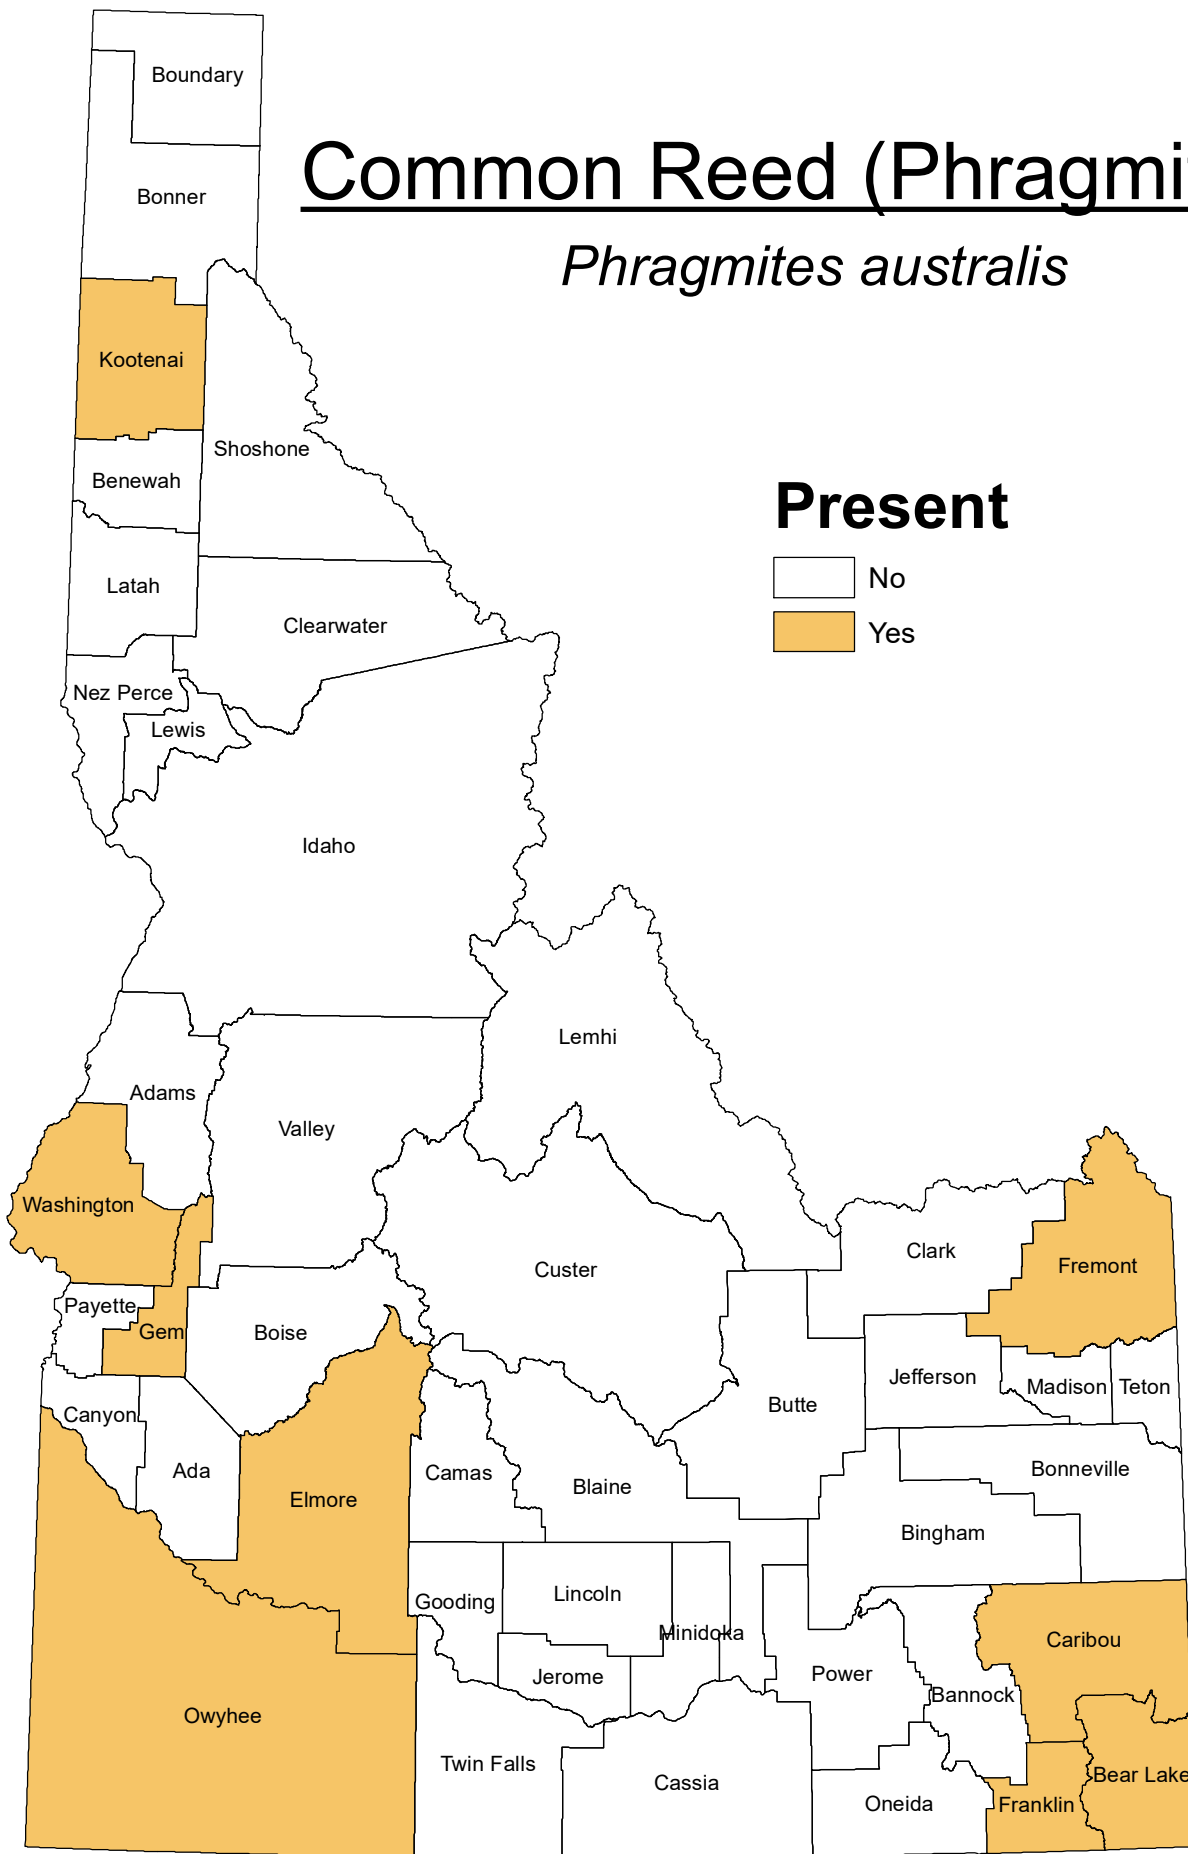 Boundary
Bonner
Common Reed (Phragmi
Phragmites australis
Kootenai
Shoshone
Benewah
Present
No
Yes
Latah
Clearwater
Nez Perce
Lewis
Idaho
Lemhi
Adams
Valley
Washington
Custer
Clark
Fremont
Payette
Gem
Boise
Jefferson
Madison
Teton
Butte
Canyon
Ada
Elmore
Camas
Blaine
Bonneville
Bingham
Gooding
Lincoln
Minidoka
Caribou
Jerome
Power
Bannock
Owyhee
Twin Falls
Cassia
Bear Lake
Oneida
Franklin